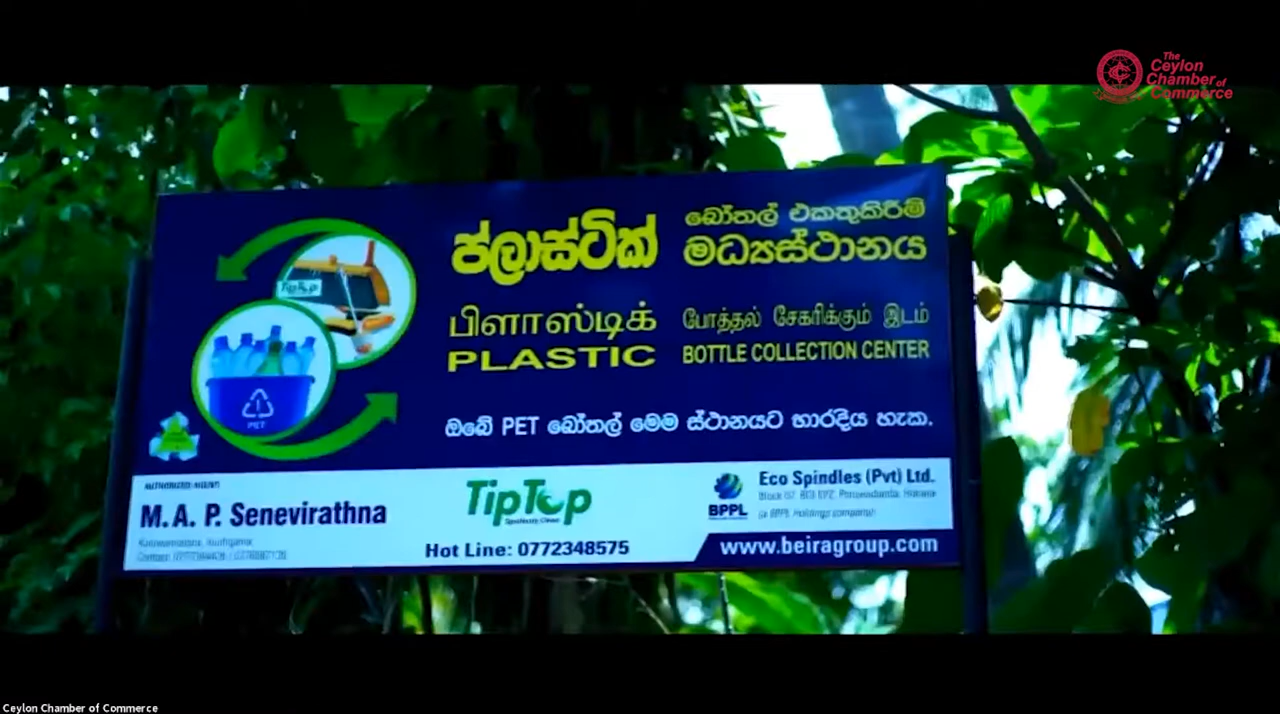 The
Ceylon
Chamber of
Commerce
ප්ලාස්ටික්
බෝතල් එකතුකිරීම්
මධ්‍යස්ථානය
பிளாஸ்டிக்
போத்தல் சேகரிக்கும் இடம்
PLASTIC
BOTTLE COLLECTION CENTER
ඔබේ PET බෝතල් මෙම ස්ථානයට භාරදිය හැක.
TipTop
PET
AUTHORIZED AGENT
M. A. P. Senevirathna
TipTop
Hot Line: 0772348575
BPPL
Eco Spindles (Pvt) Ltd.
www.beiragroup.com
Ceylon Chamber of Commerce